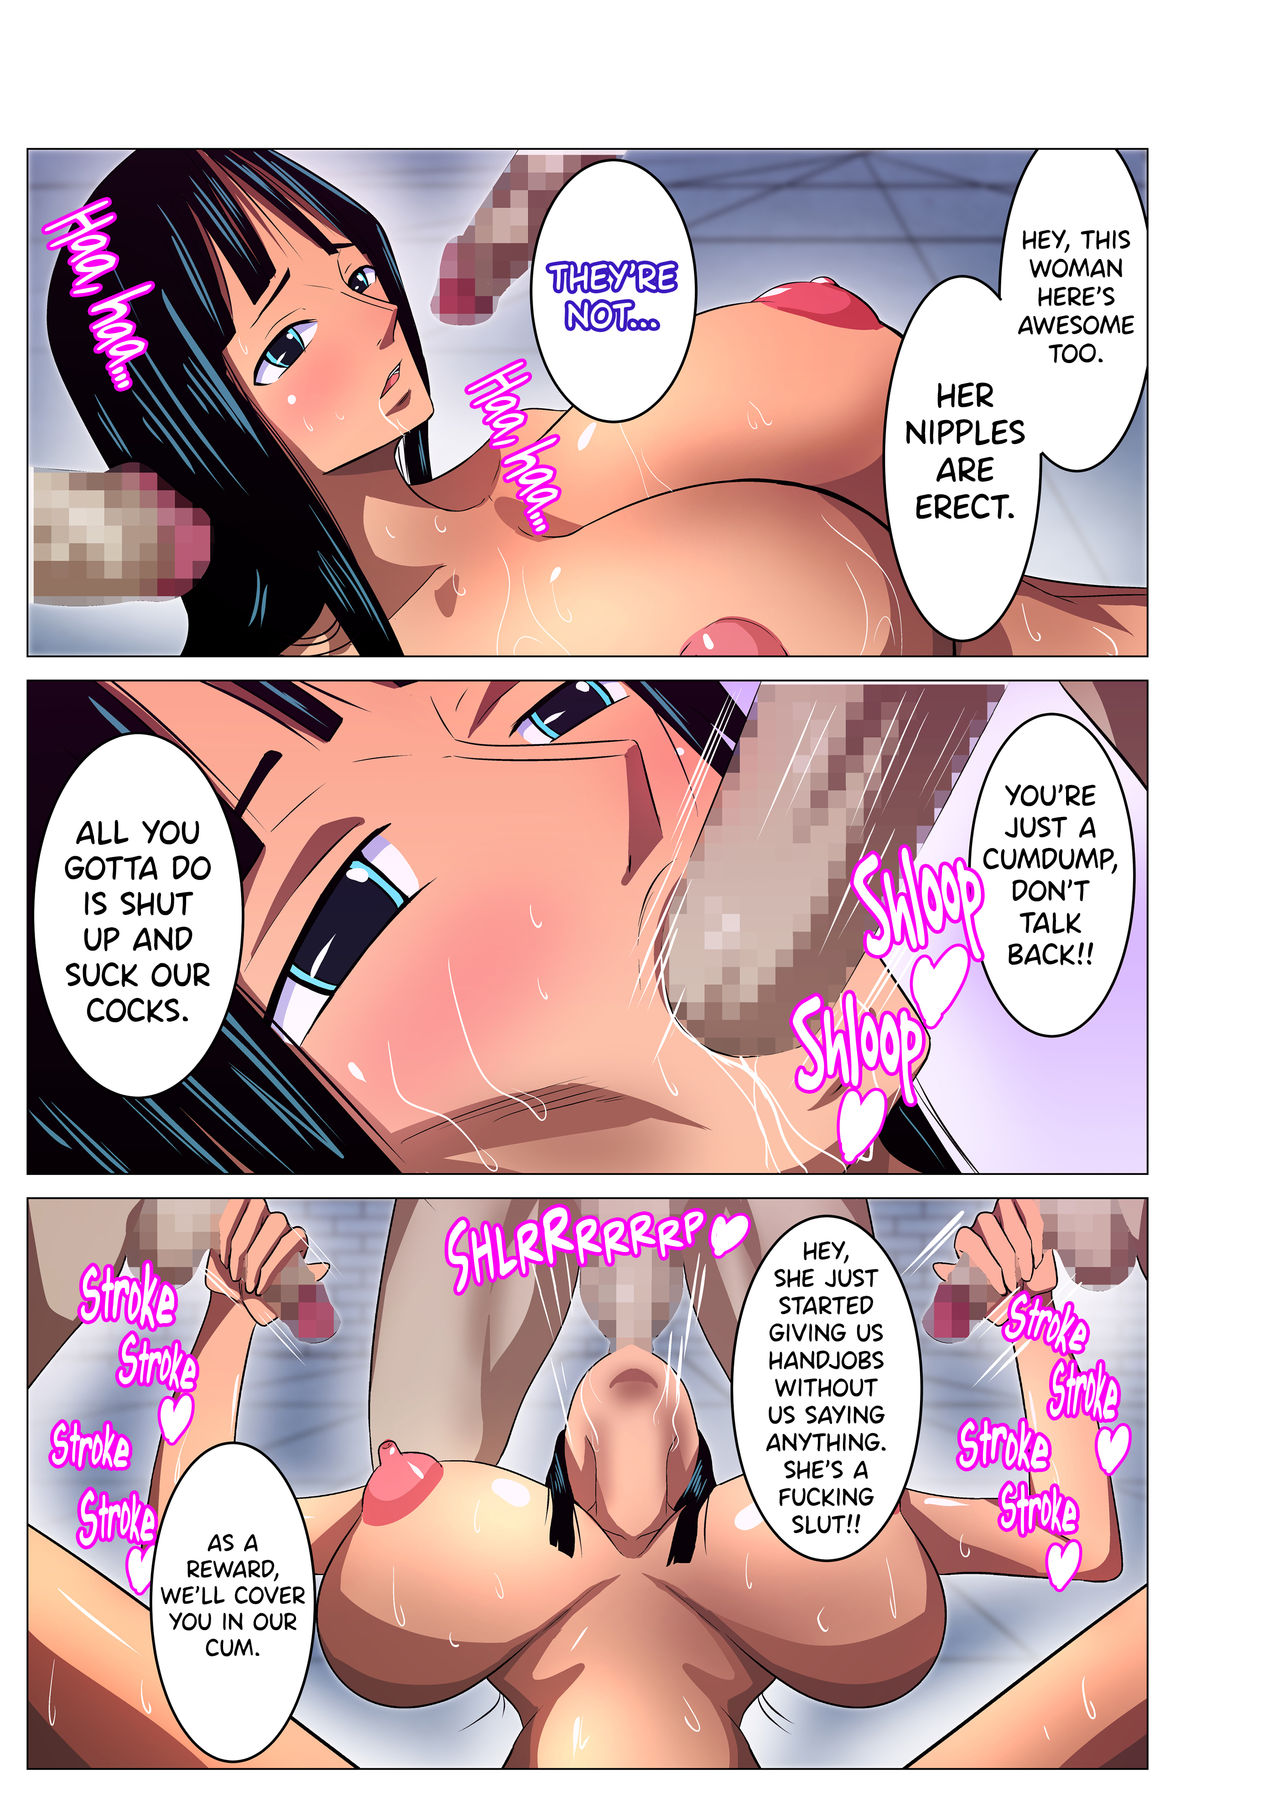 HEY, THIS
WOMAN
HERE'S
AWESOME
TOO.
HER
NIPPLES
ARE
ERECT.
THEY'RE
NOT...
Haa, haa...
Haa, haa...
YOU'RE
JUST A
CUMDUMP,
DON'T
TALK
BACK!!
Shloop
Shloop
ALL YOU
GOTTA DO
IS SHUT
UP AND
SUCK OUR
COCKS.
HEY,
SHE JUST
STARTED
GIVING US
HANDJOBS
WITHOUT
US SAYING
ANYTHING.
SHE'S A
FUCKING
SLUT!!
Stroke
Stroke
Stroke
Stroke
SHLRRRRRRRP
Stroke
Stroke
Stroke
Stroke
AS A
REWARD,
WE'LL COVER
YOU IN OUR
CUM.